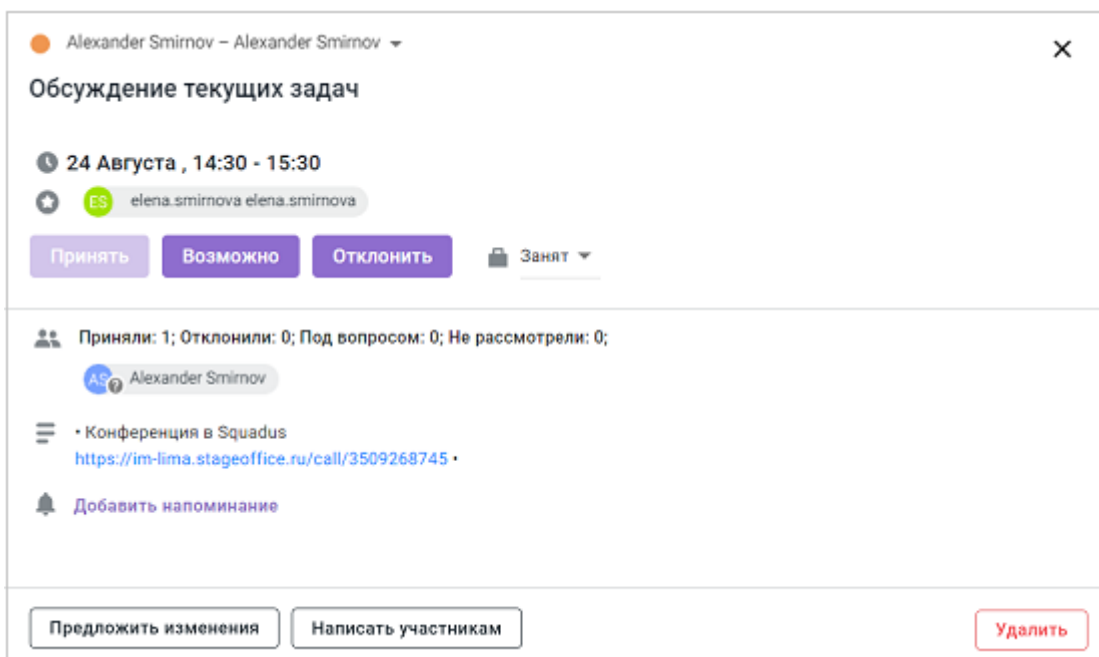 Alexander Smirnov – Alexander Smirnov
Обсуждение текущих задач
24 Августа , 14:30 - 15:30
ES elena.smirnova elena.smirnova
Принять Возможно Отклонить Занят
Приняли: 1; Отклонили: 0; Под вопросом: 0; Не рассмотрели: 0;
AS ? Alexander Smirnov
• Конференция в Squadus
https://im-lima.stageoffice.ru/call/3509268745 •
Добавить напоминание
Предложить изменения Написать участникам Удалить